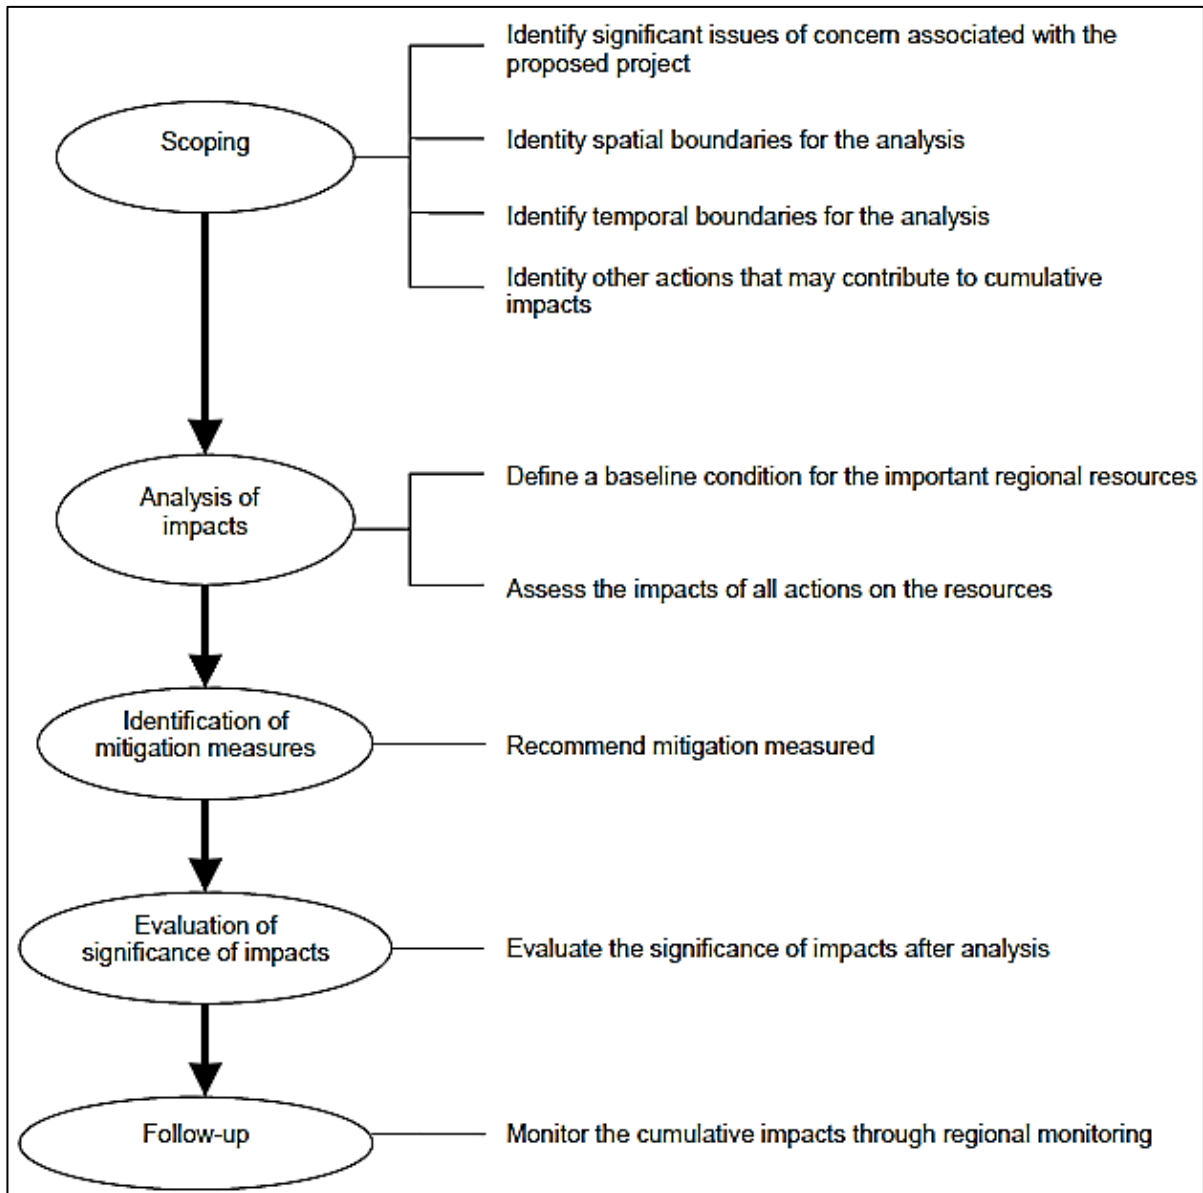 Scoping
Identify significant issues of concern associated with the
proposed project
Identity spatial boundaries for the analysis
Identify temporal boundaries for the analysis
Identity other actions that may contribute to cumulative
impacts
Analysis of
impacts
Define a baseline condition for the important regional resources
Assess the impacts of all actions on the resources
Identification of
mitigation measures
Recommend mitigation measured
Evaluation of
significance of impacts
Evaluate the significance of impacts after analysis
Follow-up
Monitor the cumulative impacts through regional monitoring